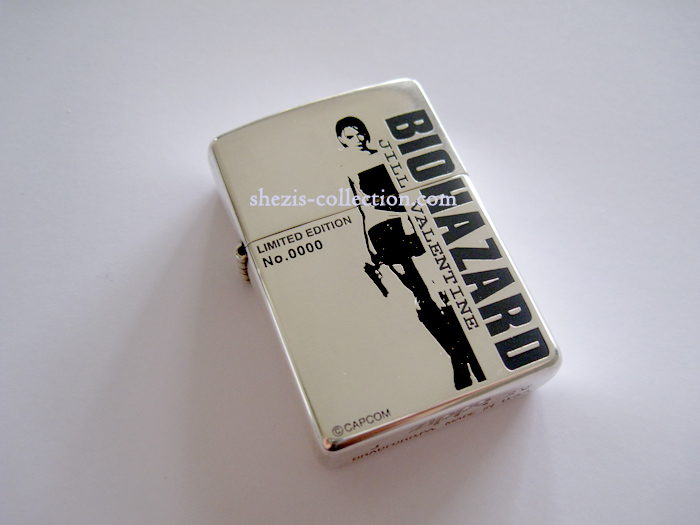 BIOHAZARD
JILL VALENTINE
shezis-collection.com
LIMITED EDITION
No.0000
©CAPCOM